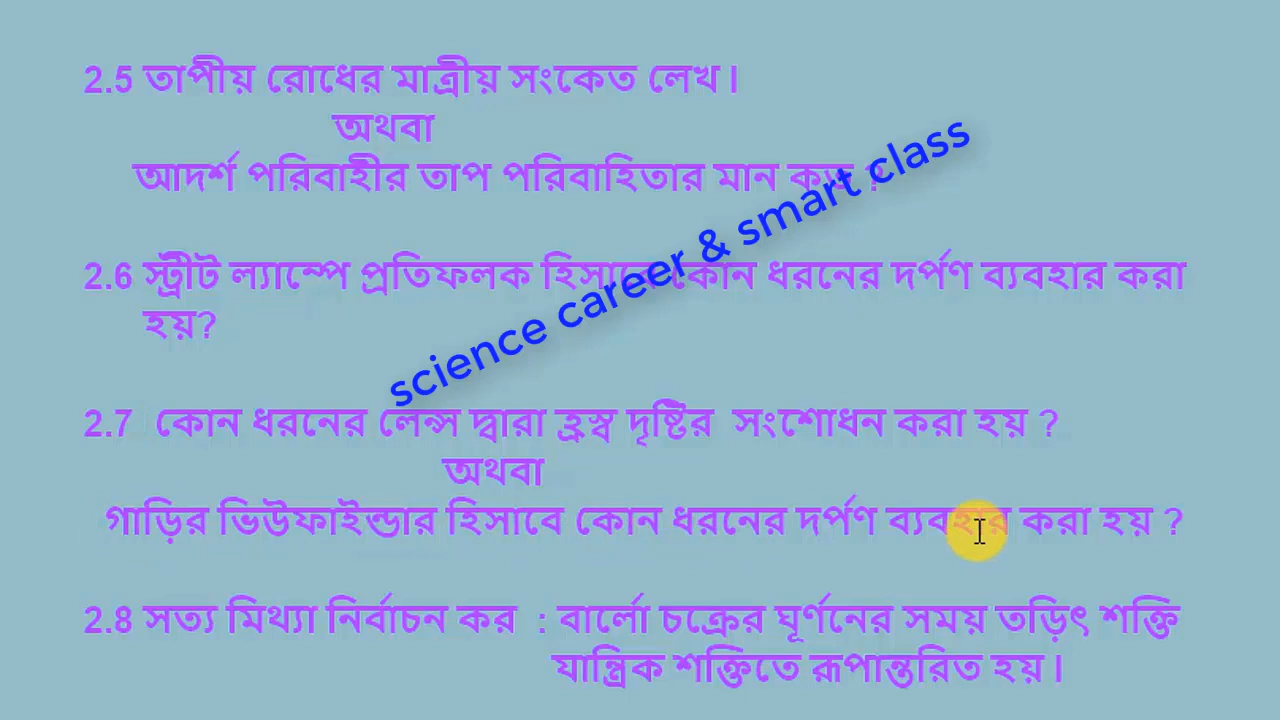 2.5 তাপীয় রোধের মাত্রীয় সংকেত লেখ।
অথবা
আদর্শ পরিবাহীর তাপ পরিবাহিতার মান কত ?
2.6 স্ট্রীট ল্যাম্পে প্রতিফলক হিসাবে কোন ধরনের দর্পণ ব্যবহার করা
হয়?
science career & smart class
2.7 কোন ধরনের লেন্স দ্বারা হ্রস্ব দৃষ্টির সংশোধন করা হয় ?
অথবা
গাড়ির ভিউফাইন্ডার হিসাবে কোন ধরনের দর্পণ ব্যবহার করা হয় ?
2.8 সত্য মিথ্যা নির্বাচন কর : বার্লো চক্রের ঘূর্ণনের সময় তড়িৎ শক্তি
যান্ত্রিক শক্তিতে রূপান্তরিত হয়।